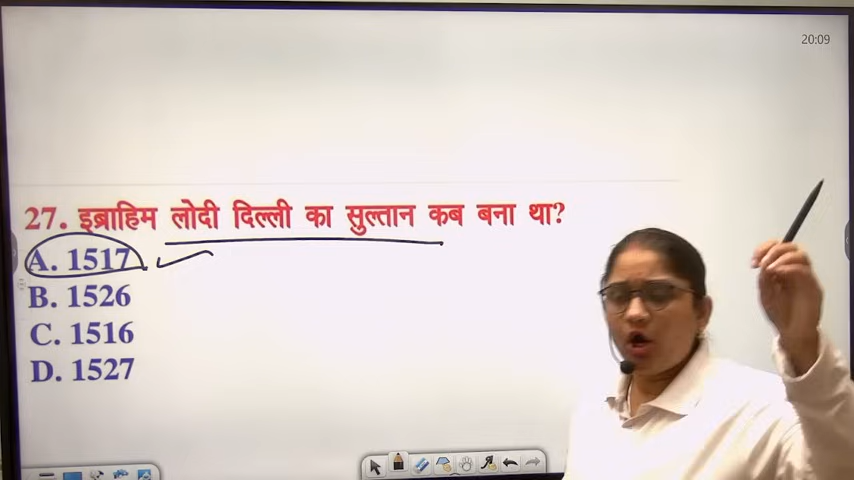 20:09
27. इब्राहिम लोदी दिल्ली का सुल्तान कब बना था?
A. 1517
B. 1526
C. 1516
D. 1527